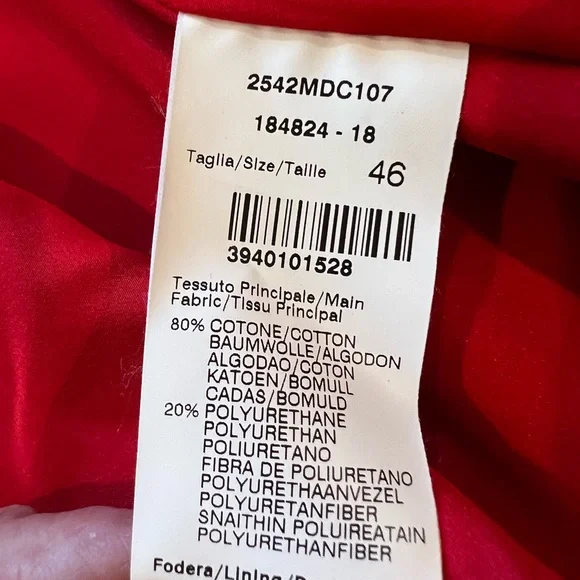 2542MDC107
184824 - 18
Taglia/Size/Taille 46
3940101528
Tessuto Principale/Main
Fabric/Tissu Principal
80% COTONE/COTTON
BAUMWOLLE/ALGODON
ALGODAO/COTON
KATOEN/BOMULL
CADAS/BOMULD
20% POLYURETHANE
POLYURETHAN
POLIURETANO
FIBRA DE POLIURETANO
POLYURETHAANVEZEL
POLYURETANFIBER
SNAITHIN POLUIREATAIN
POLYURETHANFIBER
Fodera/Lining/